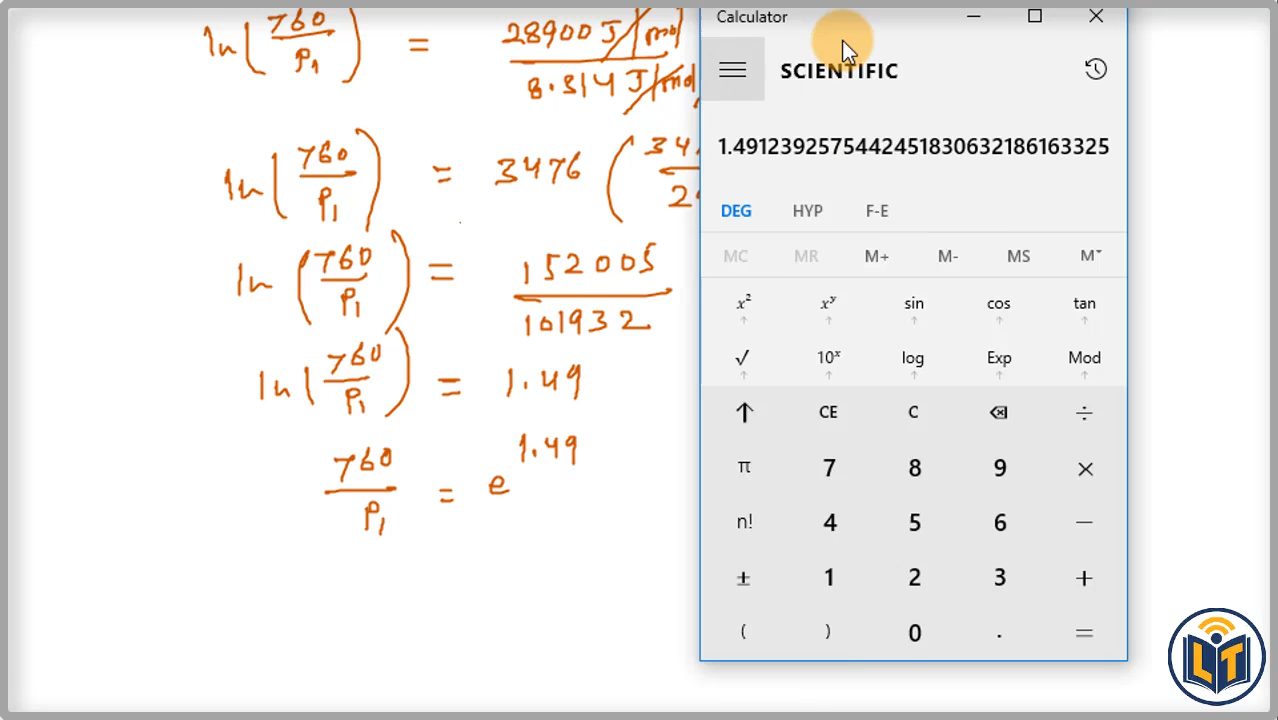 ln(760/P₁) = 28900 J/mol / 8.314 J/mol
ln(760/P₁) = 3476 (
ln(760/P₁) = 152005/101932
ln(760/P₁) = 1.49
760/P₁ = e^1.49
Calculator
SCIENTIFIC
1.4912392575442451830632186163325
DEG HYP F-E
MC MR M+ M- MS M˅
x² xʸ sin cos tan
√ 10ˣ log Exp Mod
↑ CE C ⌫ ÷
π 7 8 9 ×
n! 4 5 6 −
± 1 2 3 +
( ) 0 . =
LT